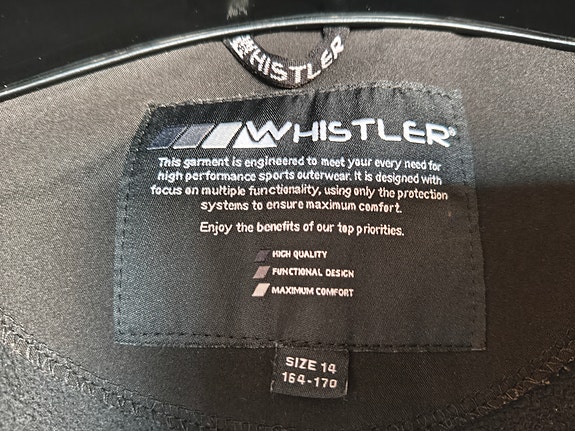 WHISTLER
WHISTLER®
This garment is engineered to meet your every need for
high performance sports outerwear. It is designed with
focus on multiple functionality, using only the protection
systems to ensure maximum comfort.
Enjoy the benefits of our top priorities.
HIGH QUALITY
FUNCTIONAL DESIGN
MAXIMUM COMFORT
SIZE 14
164-170